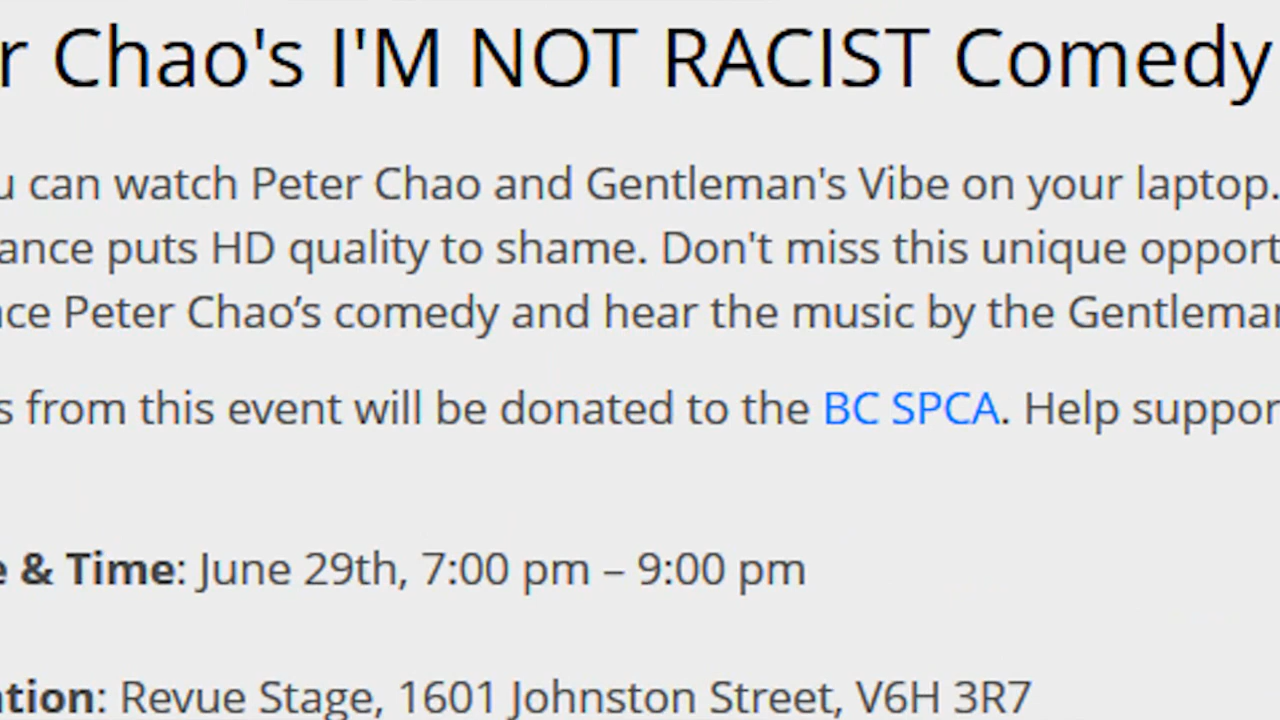 r Chao's I'M NOT RACIST Comedy
u can watch Peter Chao and Gentleman's Vibe on your laptop.
ance puts HD quality to shame. Don't miss this unique opport
ce Peter Chao’s comedy and hear the music by the Gentleman
s from this event will be donated to the BC SPCA. Help suppor
e & Time: June 29th, 7:00 pm – 9:00 pm
ation: Revue Stage, 1601 Johnston Street, V6H 3R7